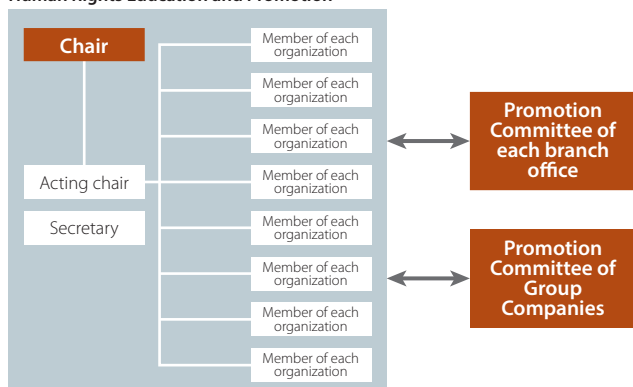 Human Rights Education and Promotion
Chair
Acting chair
Secretary
Member of each
organization
Member of each
organization
Member of each
organization
Member of each
organization
Member of each
organization
Member of each
organization
Member of each
organization
Member of each
organization
Promotion
Committee of
each branch
office
Promotion
Committee of
Group
Companies